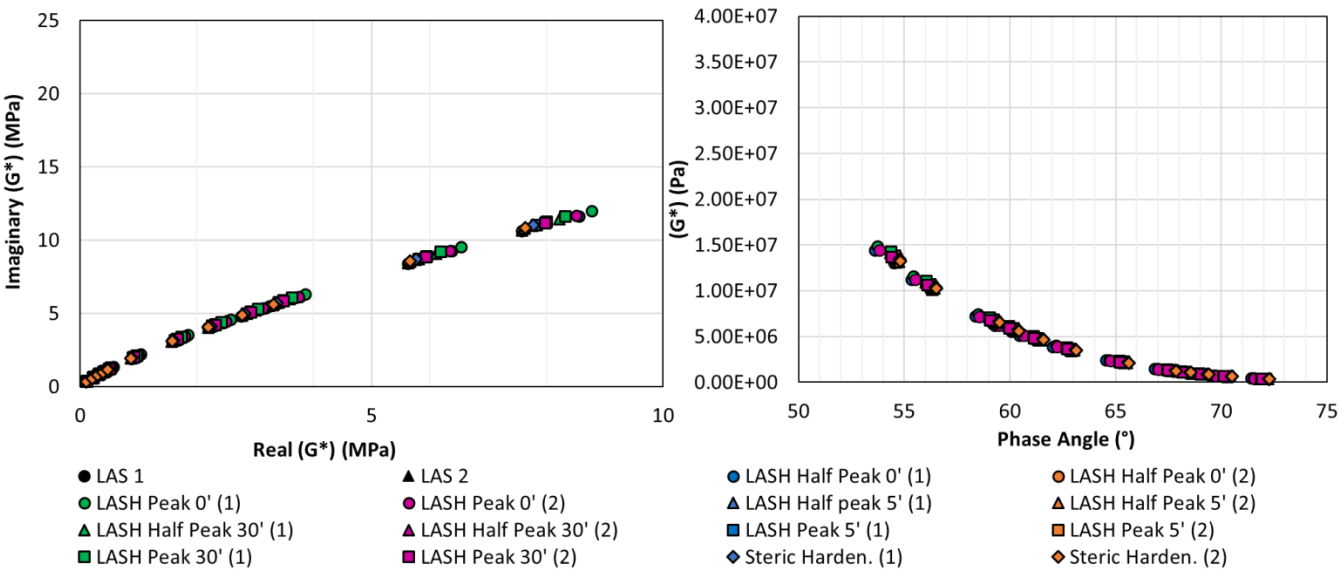 25
20
15
10
5
0
Imaginary (G*) (MPa)
0 5 10
Real (G*) (MPa)
4.00E+07
3.50E+07
3.00E+07
2.50E+07
2.00E+07
1.50E+07
1.00E+07
5.00E+06
0.00E+00
(G*) (Pa)
50 55 60 65 70 75
Phase Angle (°)
LAS 1 LAS 2 LASH Half Peak 0' (1) LASH Half Peak 0' (2)
LASH Peak 0' (1) LASH Peak 0' (2) LASH Half peak 5' (1) LASH Half Peak 5' (2)
LASH Half Peak 30' (1) LASH Half Peak 30' (2) LASH Peak 5' (1) LASH Peak 5' (2)
LASH Peak 30' (1) LASH Peak 30' (2) Steric Harden. (1) Steric Harden. (2)